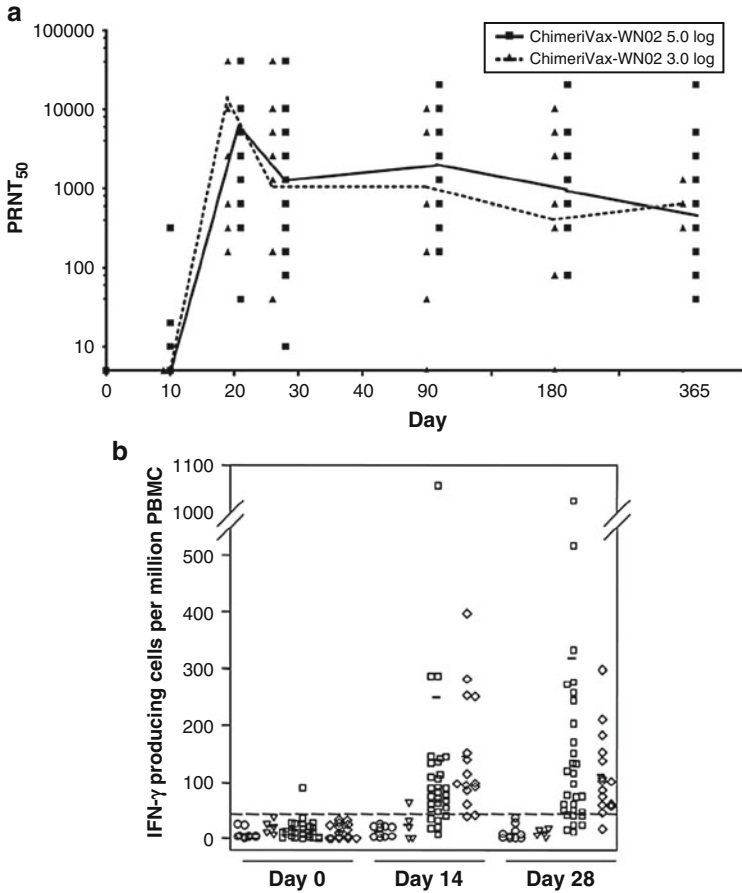 a
100000
10000
1000
100
10
PRNT50
ChimeriVax-WN02 5.0 log
ChimeriVax-WN02 3.0 log
0 10 20 30 40 90 180 365
Day
b
1100
1000
500
400
300
200
100
0
IFN-γ producing cells per million PBMC
Day 0 Day 14 Day 28